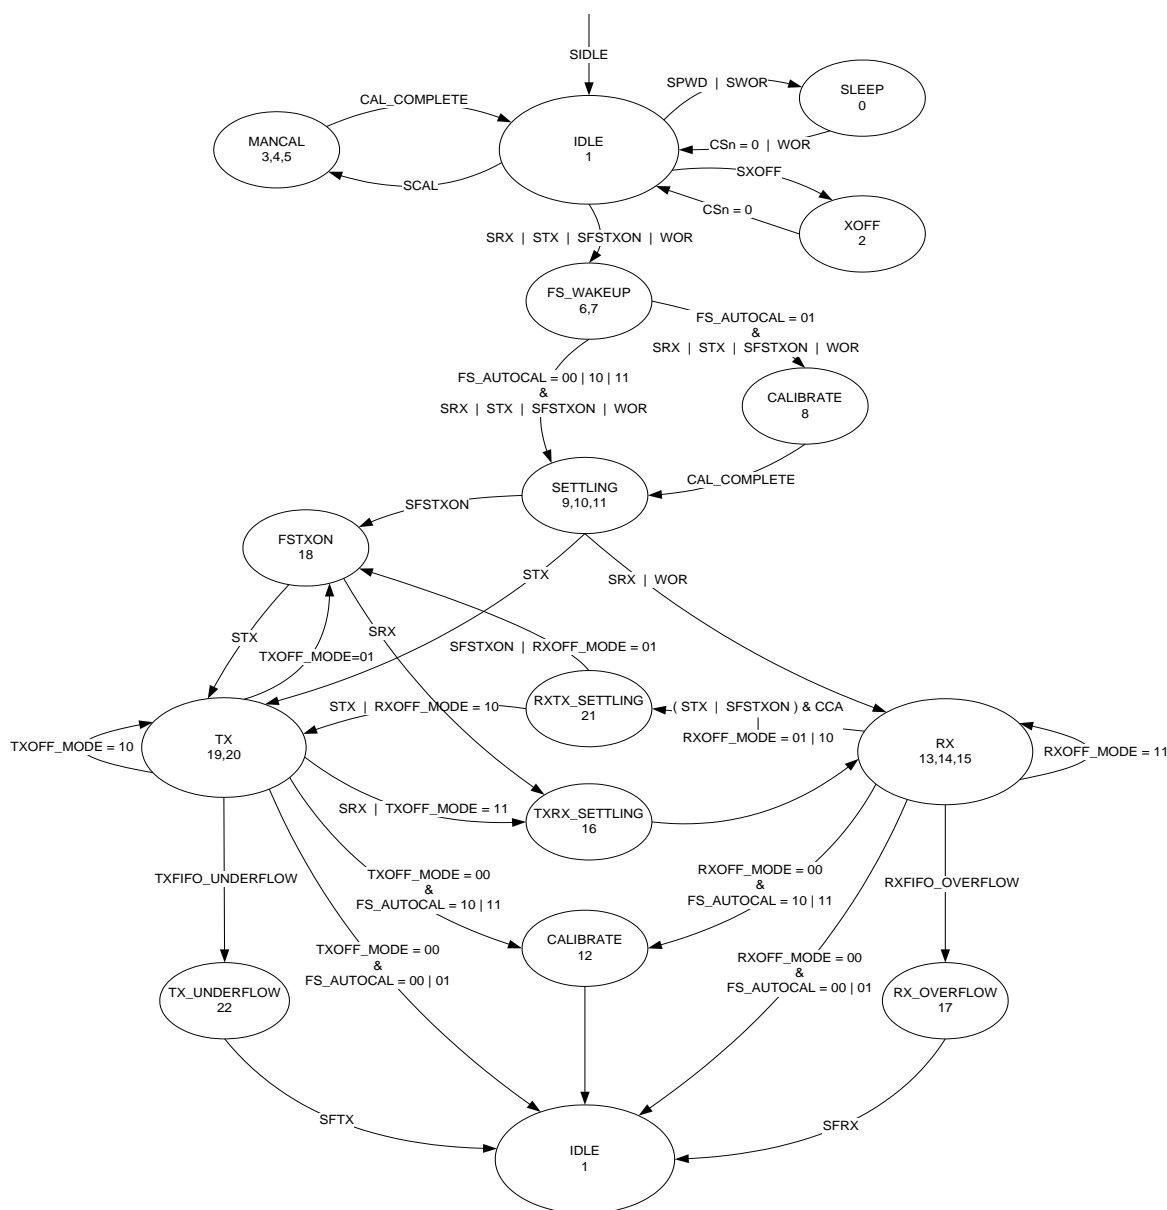 SIDLE
SPWD | SWOR
SLEEP
0
CAL_COMPLETE
MANCAL
3,4,5
IDLE
1
CSn = 0 | WOR
SXOFF
SCAL
CSn = 0
XOFF
2
SRX | STX | SFSTXON | WOR
FS_WAKEUP
6,7
FS_AUTOCAL = 01
&
SRX | STX | SFSTXON | WOR
FS_AUTOCAL = 00 | 10 | 11
&
SRX | STX | SFSTXON | WOR
CALIBRATE
8
CAL_COMPLETE
SETTLING
9,10,11
SFSTXON
FSTXON
18
STX
SRX | WOR
STX
SRX
TXOFF_MODE=01
SFSTXON | RXOFF_MODE = 01
RXTX_SETTLING
21
STX | RXOFF_MODE = 10
( STX | SFSTXON ) & CCA
|
RXOFF_MODE = 01 | 10
TXOFF_MODE = 10
TX
19,20
RX
13,14,15
RXOFF_MODE = 11
SRX | TXOFF_MODE = 11
TXRX_SETTLING
16
TXFIFO_UNDERFLOW
TXOFF_MODE = 00
&
FS_AUTOCAL = 10 | 11
RXOFF_MODE = 00
&
FS_AUTOCAL = 10 | 11
RXFIFO_OVERFLOW
CALIBRATE
12
TXOFF_MODE = 00
&
FS_AUTOCAL = 00 | 01
RXOFF_MODE = 00
&
FS_AUTOCAL = 00 | 01
TX_UNDERFLOW
22
RX_OVERFLOW
17
SFTX
SFRX
IDLE
1